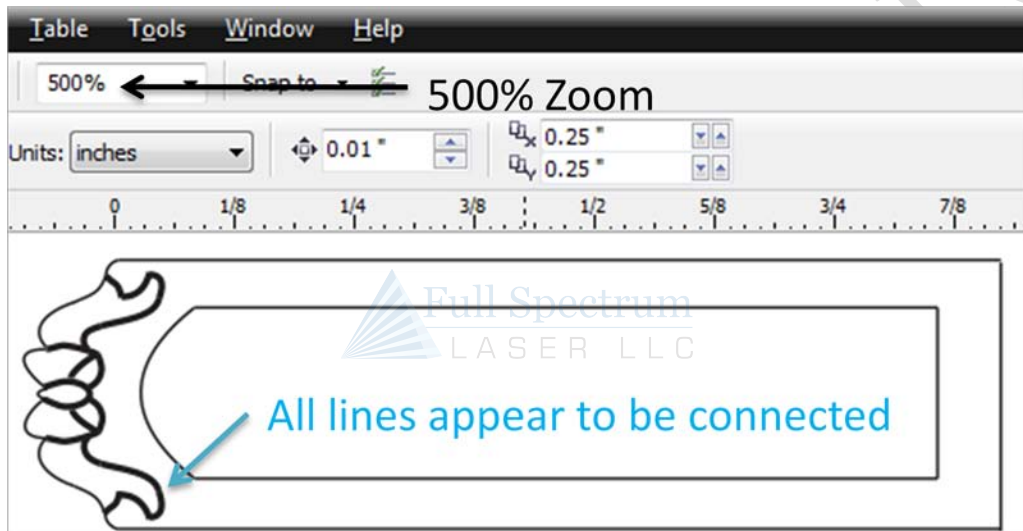 Table Tools Window Help
500% Snap to 500% Zoom
Units: inches 0.01 " x 0.25 "
y 0.25 "
0 1/8 1/4 3/8 1/2 5/8 3/4 7/8
Full Spectrum
LASER LLC
All lines appear to be connected